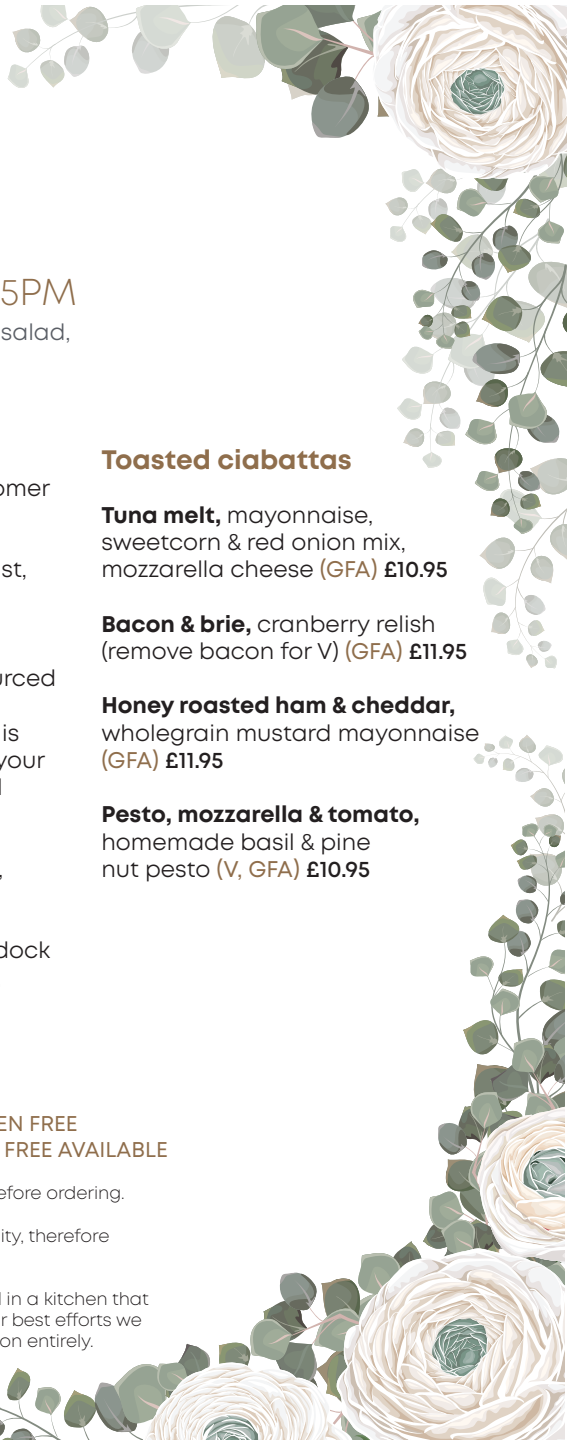 5PM
salad,
omer
st,
urced
is
your
dock
Toasted ciabattas
Tuna melt, mayonnaise,
sweetcorn & red onion mix,
mozzarella cheese (GFA) £10.95
Bacon & brie, cranberry relish
(remove bacon for V) (GFA) £11.95
Honey roasted ham & cheddar,
wholegrain mustard mayonnaise
(GFA) £11.95
Pesto, mozzarella & tomato,
homemade basil & pine
nut pesto (V, GFA) £10.95
EN FREE
FREE AVAILABLE
efore ordering.
ity, therefore
in a kitchen that
r best efforts we
on entirely.